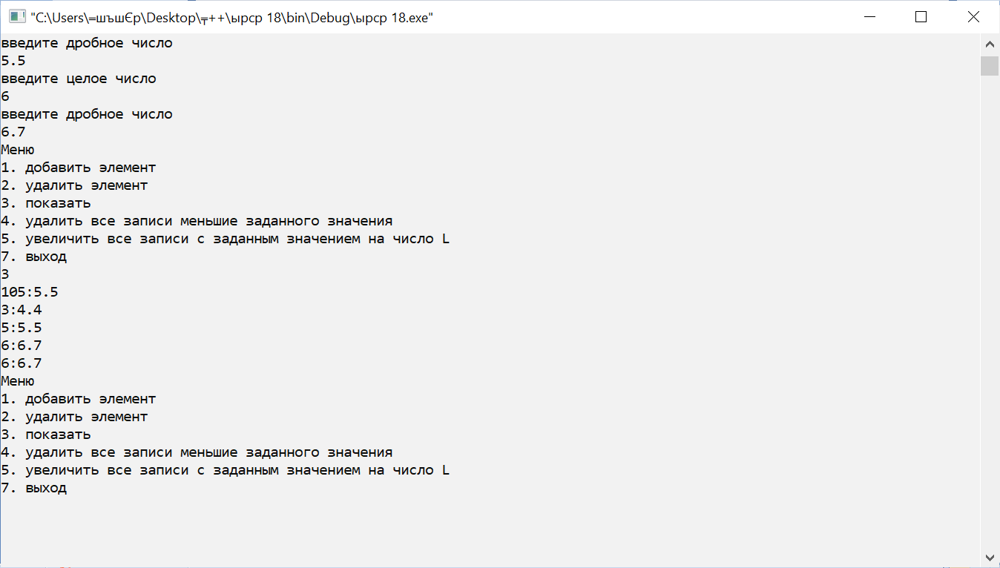 "C:\Users\═шъшЄр\Desktop\╤++\ырср 18\bin\Debug\ырср 18.exe"
введите дробное число
5.5
введите целое число
6
введите дробное число
6.7
Меню
1. добавить элемент
2. удалить элемент
3. показать
4. удалить все записи меньшие заданного значения
5. увеличить все записи с заданным значением на число L
7. выход
3
105:5.5
3:4.4
5:5.5
6:6.7
6:6.7
Меню
1. добавить элемент
2. удалить элемент
3. показать
4. удалить все записи меньшие заданного значения
5. увеличить все записи с заданным значением на число L
7. выход